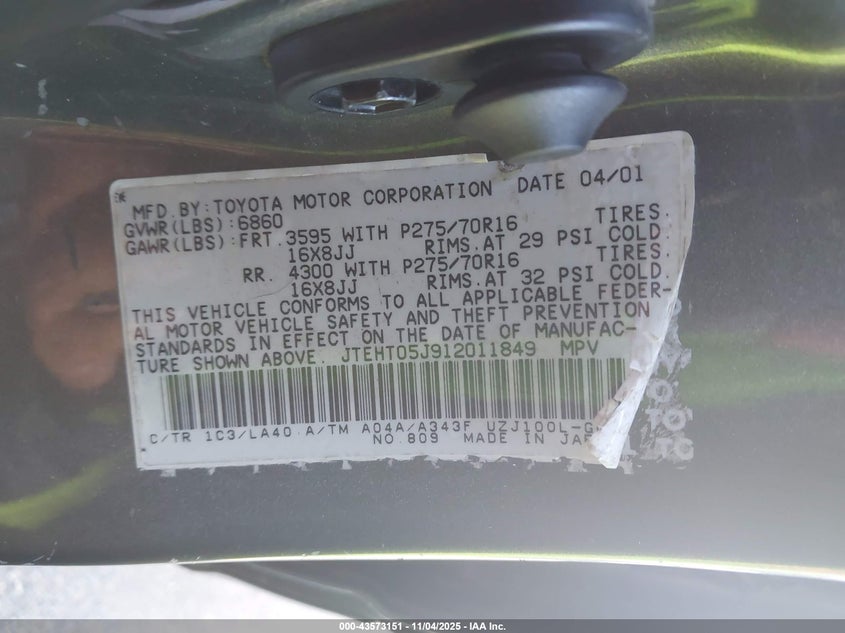 MFD.BY:TOYOTA MOTOR CORPORATION DATE 04/01
GVWR(LBS):6860
GAWR(LBS):FRT. 3595 WITH P275/70R16 TIRES.
16X8JJ RIMS.AT 29 PSI COLD.
RR. 4300 WITH P275/70R16 TIRES.
16X8JJ RIMS.AT 32 PSI COLD.
THIS VEHICLE CONFORMS TO ALL APPLICABLE FEDER-
AL MOTOR VEHICLE SAFETY AND THEFT PREVENTION
STANDARDS IN EFFECT ON THE DATE OF MANUFAC-
TURE SHOWN ABOVE. JTEHT05J912011849 MPV
C/TR 1C3/LA40 A/TM A04A/A343F UZJ100L-G
NO.809 MADE IN JAP
000-43573151 - 11/04/2025 - IAA Inc.